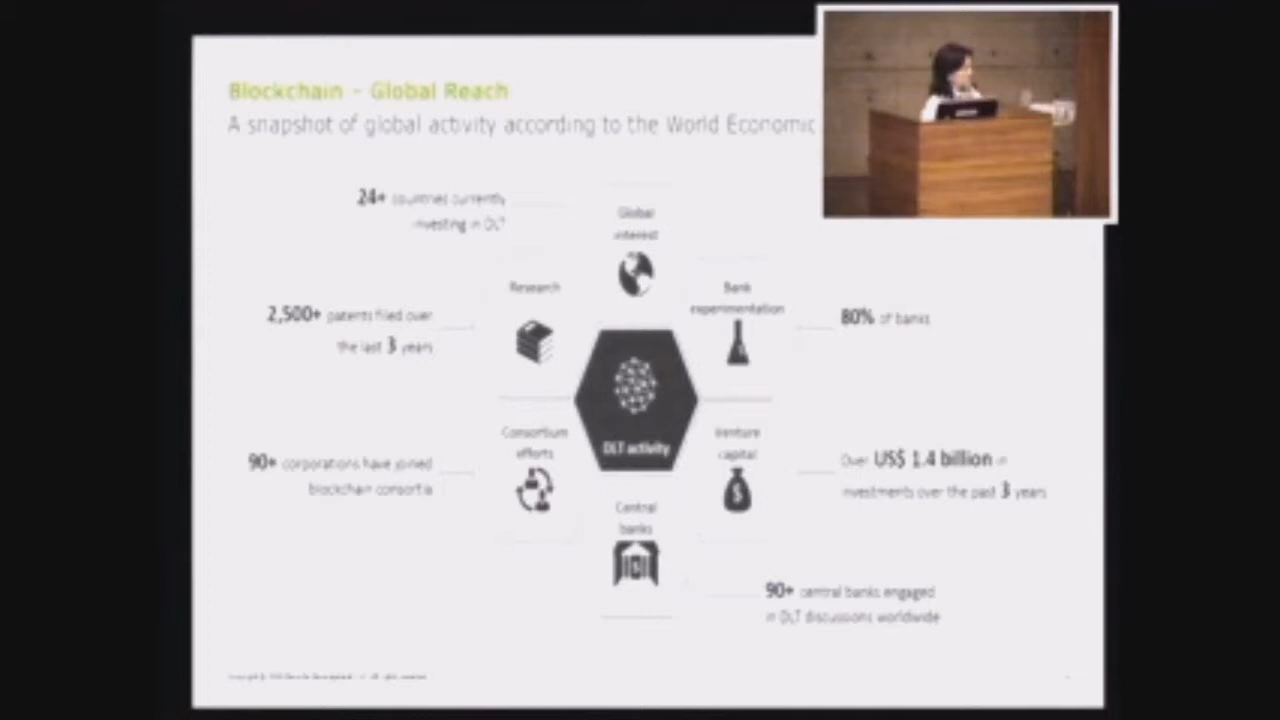 Blockchain - Global Reach
A snapshot of global activity according to the World Economic
24+ countries currently
investing in DLT
Global
interest
Research
Bank
experimentation
2,500+ patents filed over
the last 3 years
80% of banks
DLT activity
Consortium
efforts
Venture
capital
90+ corporations have joined
blockchain consortia
Over US$ 1.4 billion in
investments over the past 3 years
Central
banks
90+ central banks engaged
in DLT discussions worldwide